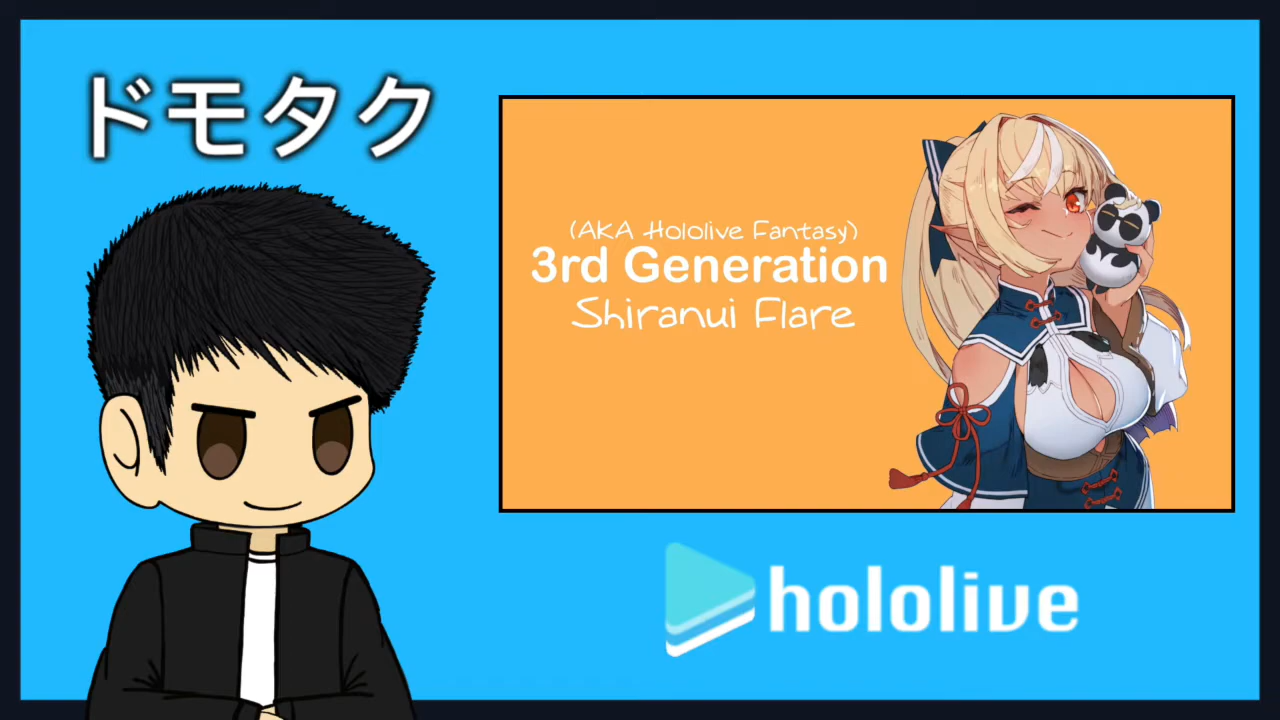 ドモタク
(AKA Hololive Fantasy)
3rd Generation
Shiranui Flare
hololive